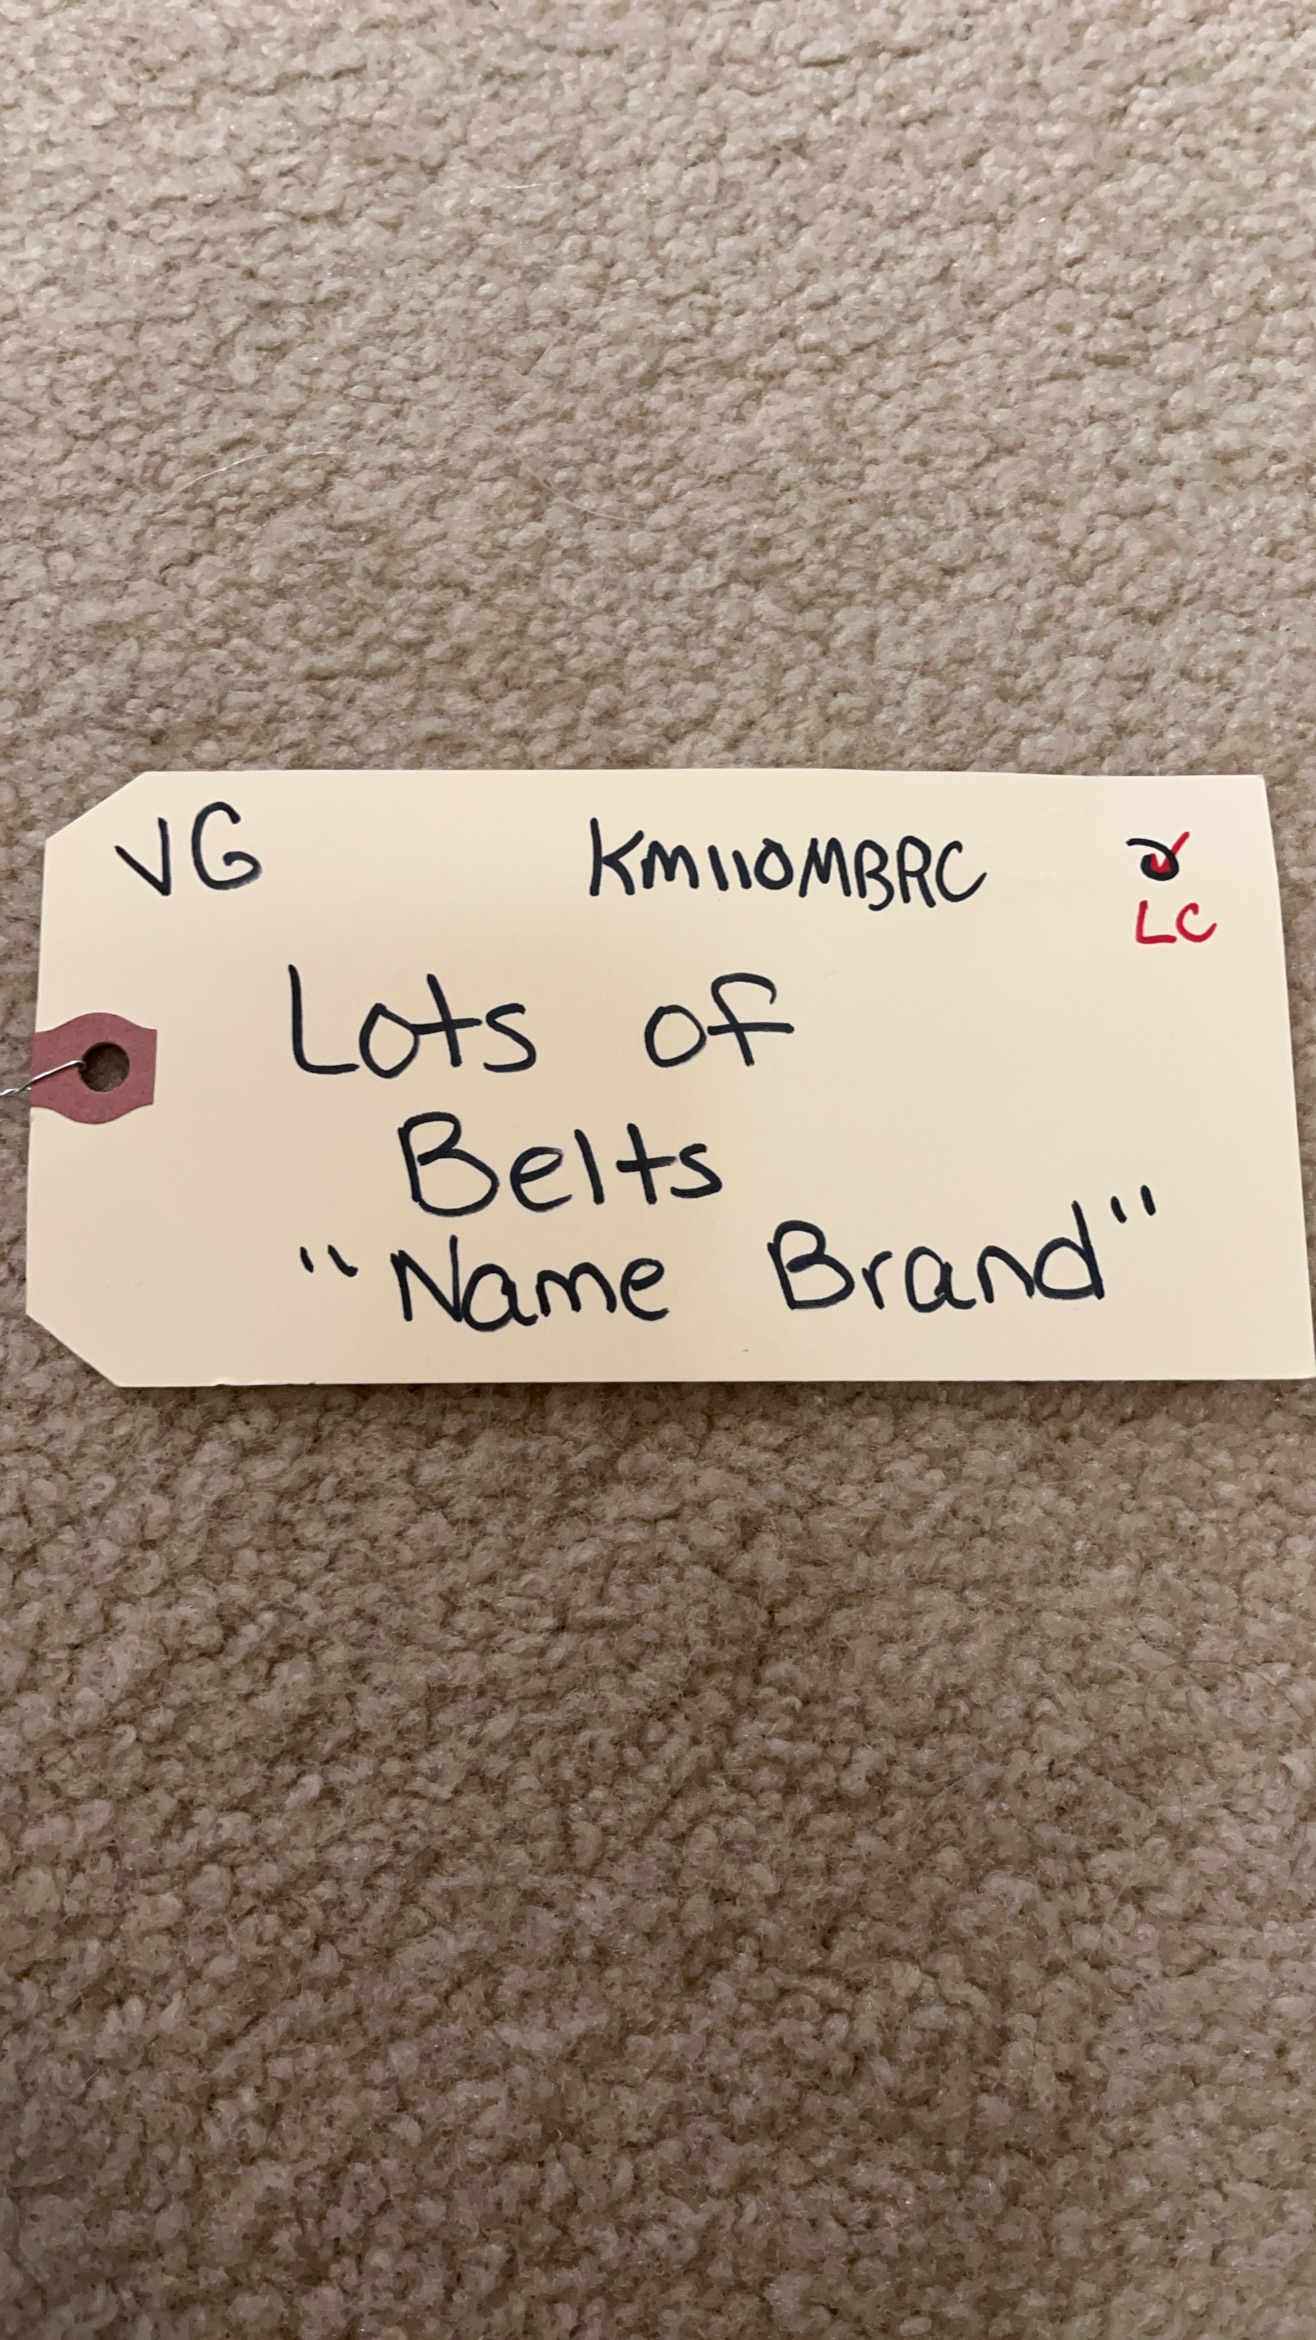 VG KM110MBRC
LC
Lots of
Belts
"Name Brand"